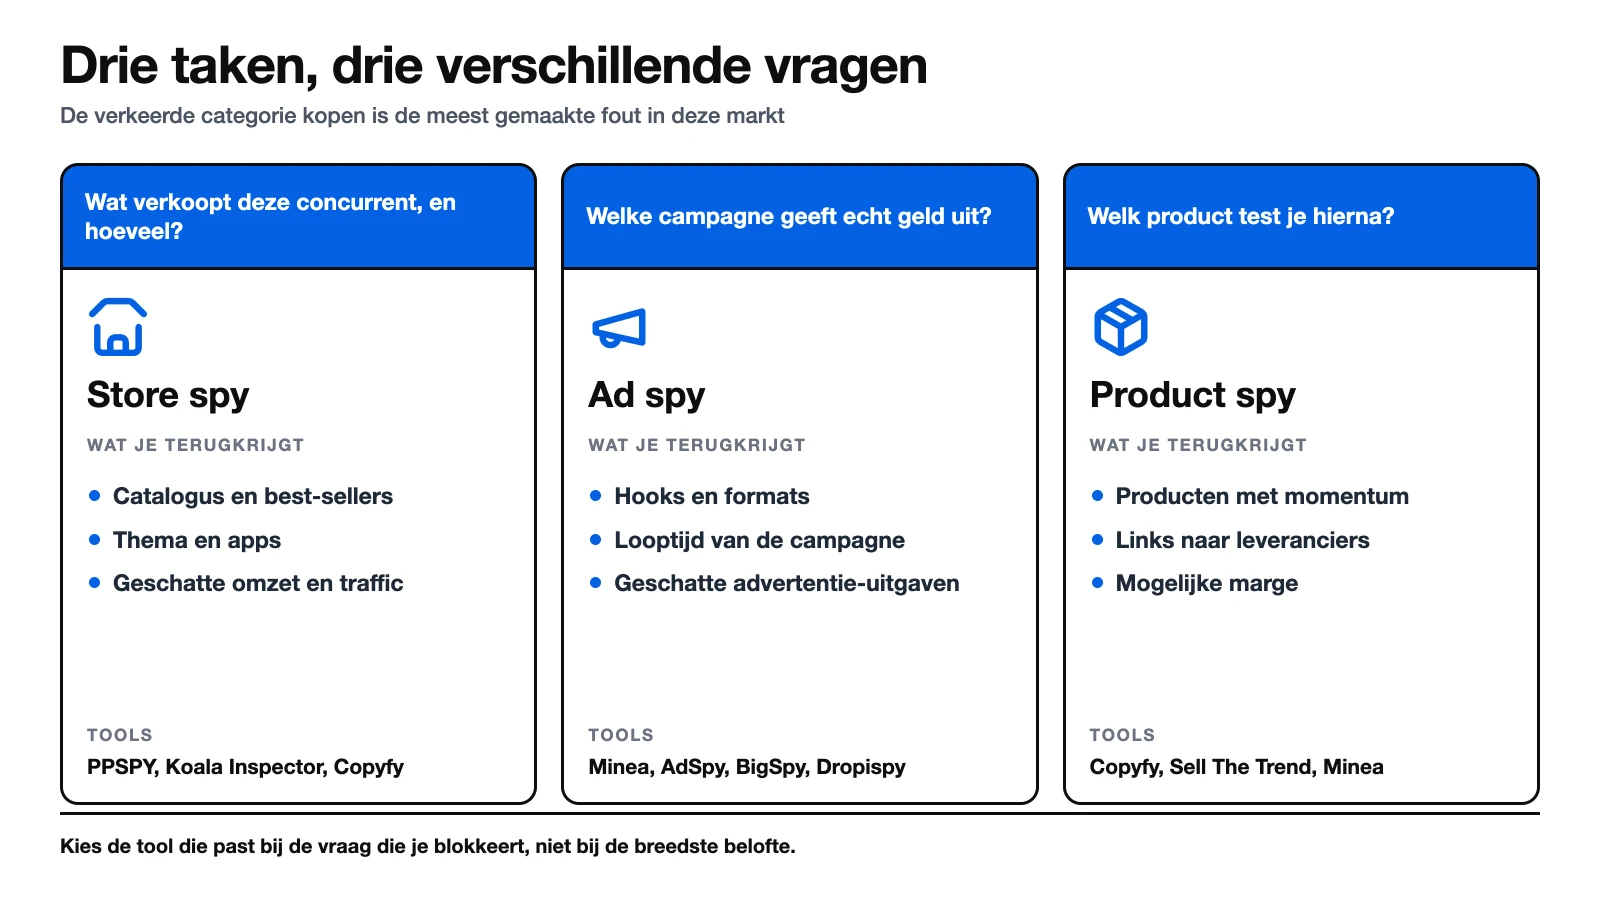 Drie taken, drie verschillende vragen
De verkeerde categorie kopen is de meest gemaakte fout in deze markt
Wat verkoopt deze concurrent, en
hoeveel?
Store spy
WAT JE TERUGKRIJGT
Catalogus en best-sellers
Thema en apps
Geschatte omzet en traffic
TOOLS
PPSPY, Koala Inspector, Copyfy
Welke campagne geeft echt geld uit?
Ad spy
WAT JE TERUGKRIJGT
Hooks en formats
Looptijd van de campagne
Geschatte advertentie-uitgaven
TOOLS
Minea, AdSpy, BigSpy, Dropispy
Welk product test je hierna?
Product spy
WAT JE TERUGKRIJGT
Producten met momentum
Links naar leveranciers
Mogelijke marge
TOOLS
Copyfy, Sell The Trend, Minea
Kies de tool die past bij de vraag die je blokkeert, niet bij de breedste belofte.